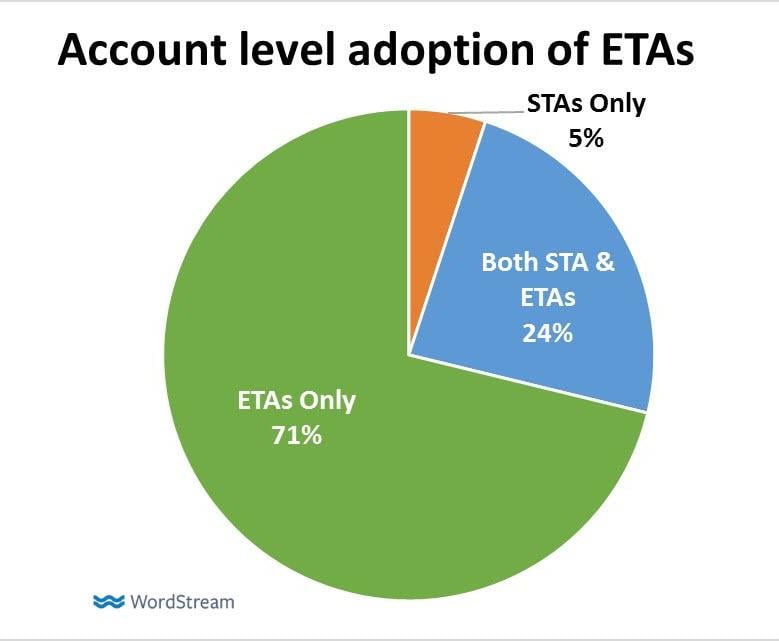 Account level adoption of ETAs
STAs Only
5%
Both STA &
ETAs
24%
ETAs Only
71%
WordStream